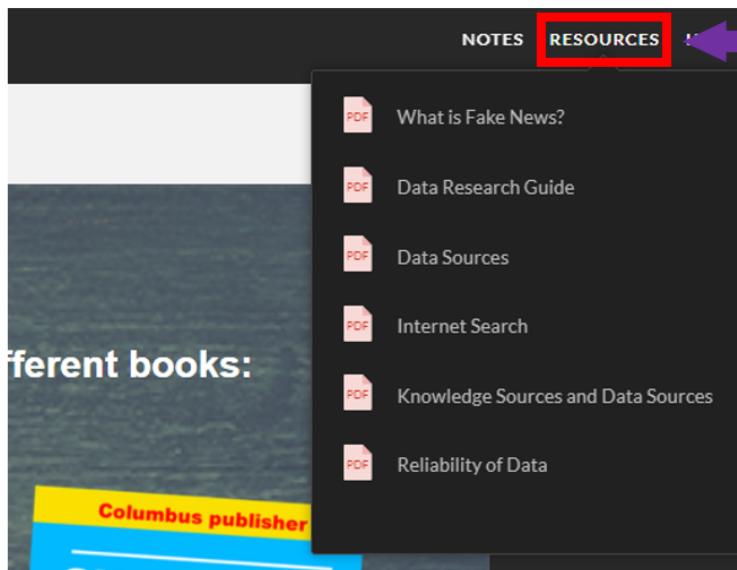 NOTES RESOURCES
PDF What is Fake News?
PDF Data Research Guide
PDF Data Sources
PDF Internet Search
PDF Knowledge Sources and Data Sources
PDF Reliability of Data
fferent books:
Columbus publisher